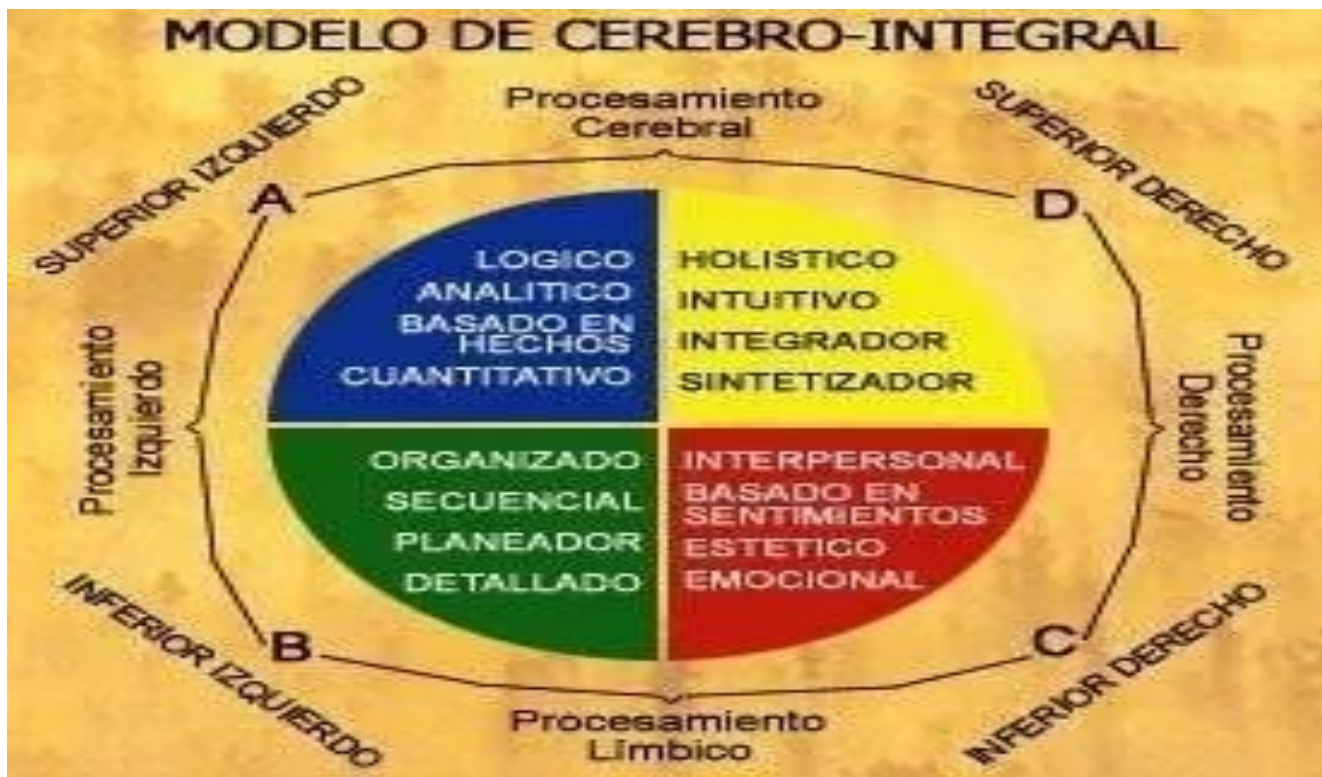 MODELO DE CEREBRO-INTEGRAL
SUPERIOR IZQUIERDO
Procesamiento
Cerebral
SUPERIOR DERECHO
A
D
LOGICO
ANALITICO
BASADO EN
HECHOS
CUANTITATIVO
HOLISTICO
INTUITIVO
INTEGRADOR
SINTETIZADOR
Procesamiento
Izquierdo
Procesamiento
Derecho
ORGANIZADO
SECUENCIAL
PLANEADOR
DETALLADO
INTERPERSONAL
BASADO EN
SENTIMIENTOS
ESTETICO
EMOCIONAL
B
C
INFERIOR IZQUIERDO
Procesamiento
Límbico
INFERIOR DERECHO